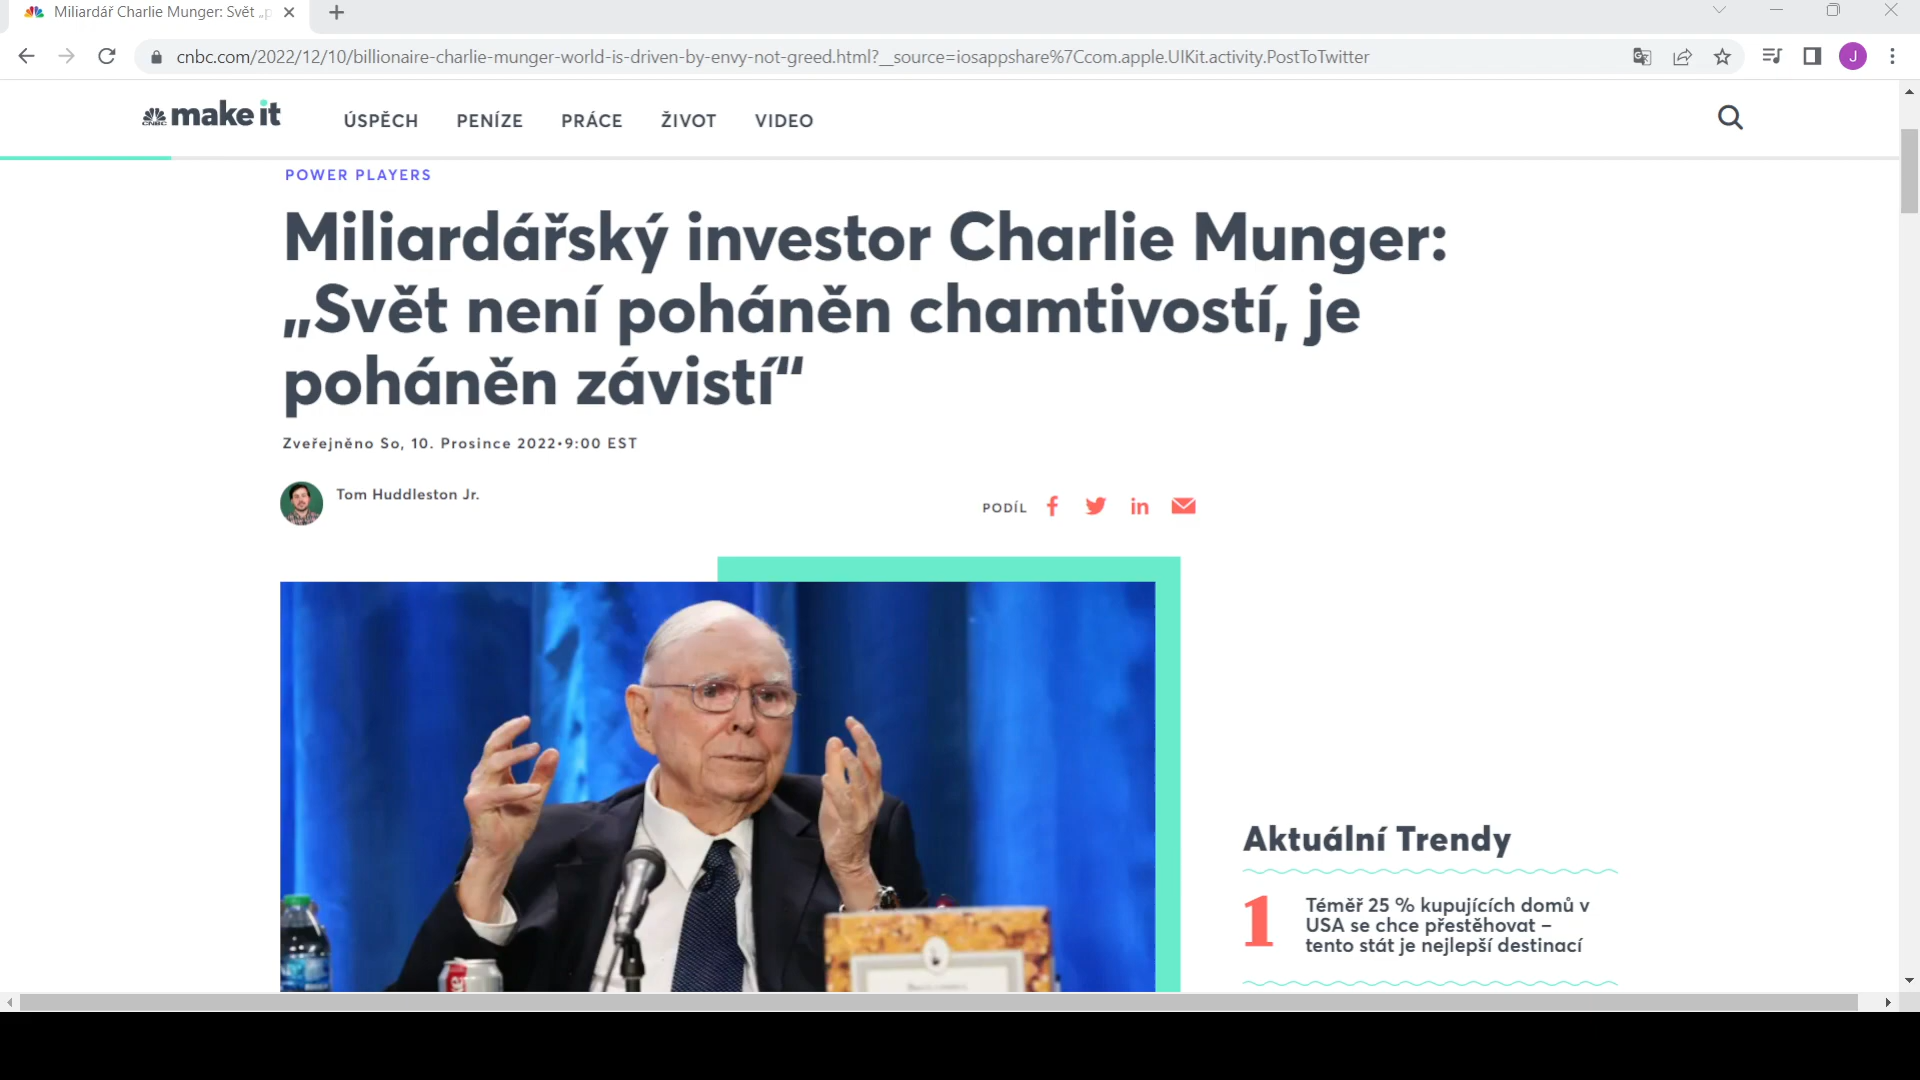 Miliardář Charlie Munger: Svět „p
cnbc.com/2022/12/10/billionaire-charlie-munger-world-is-driven-by-envy-not-greed.html?__source=iosappshare%7Ccom.apple.UIKit.activity.PostToTwitter
J
CNBC make it
ÚSPĚCH PENÍZE PRÁCE ŽIVOT VIDEO
POWER PLAYERS
Miliardářský investor Charlie Munger:
„Svět není poháněn chamtivostí, je
poháněn závistí“
Zveřejněno So, 10. Prosince 2022•9:00 EST
Tom Huddleston Jr.
PODÍL
Aktuální Trendy
1
Téměř 25 % kupujících domů v
USA se chce přestěhovat –
tento stát je nejlepší destinací